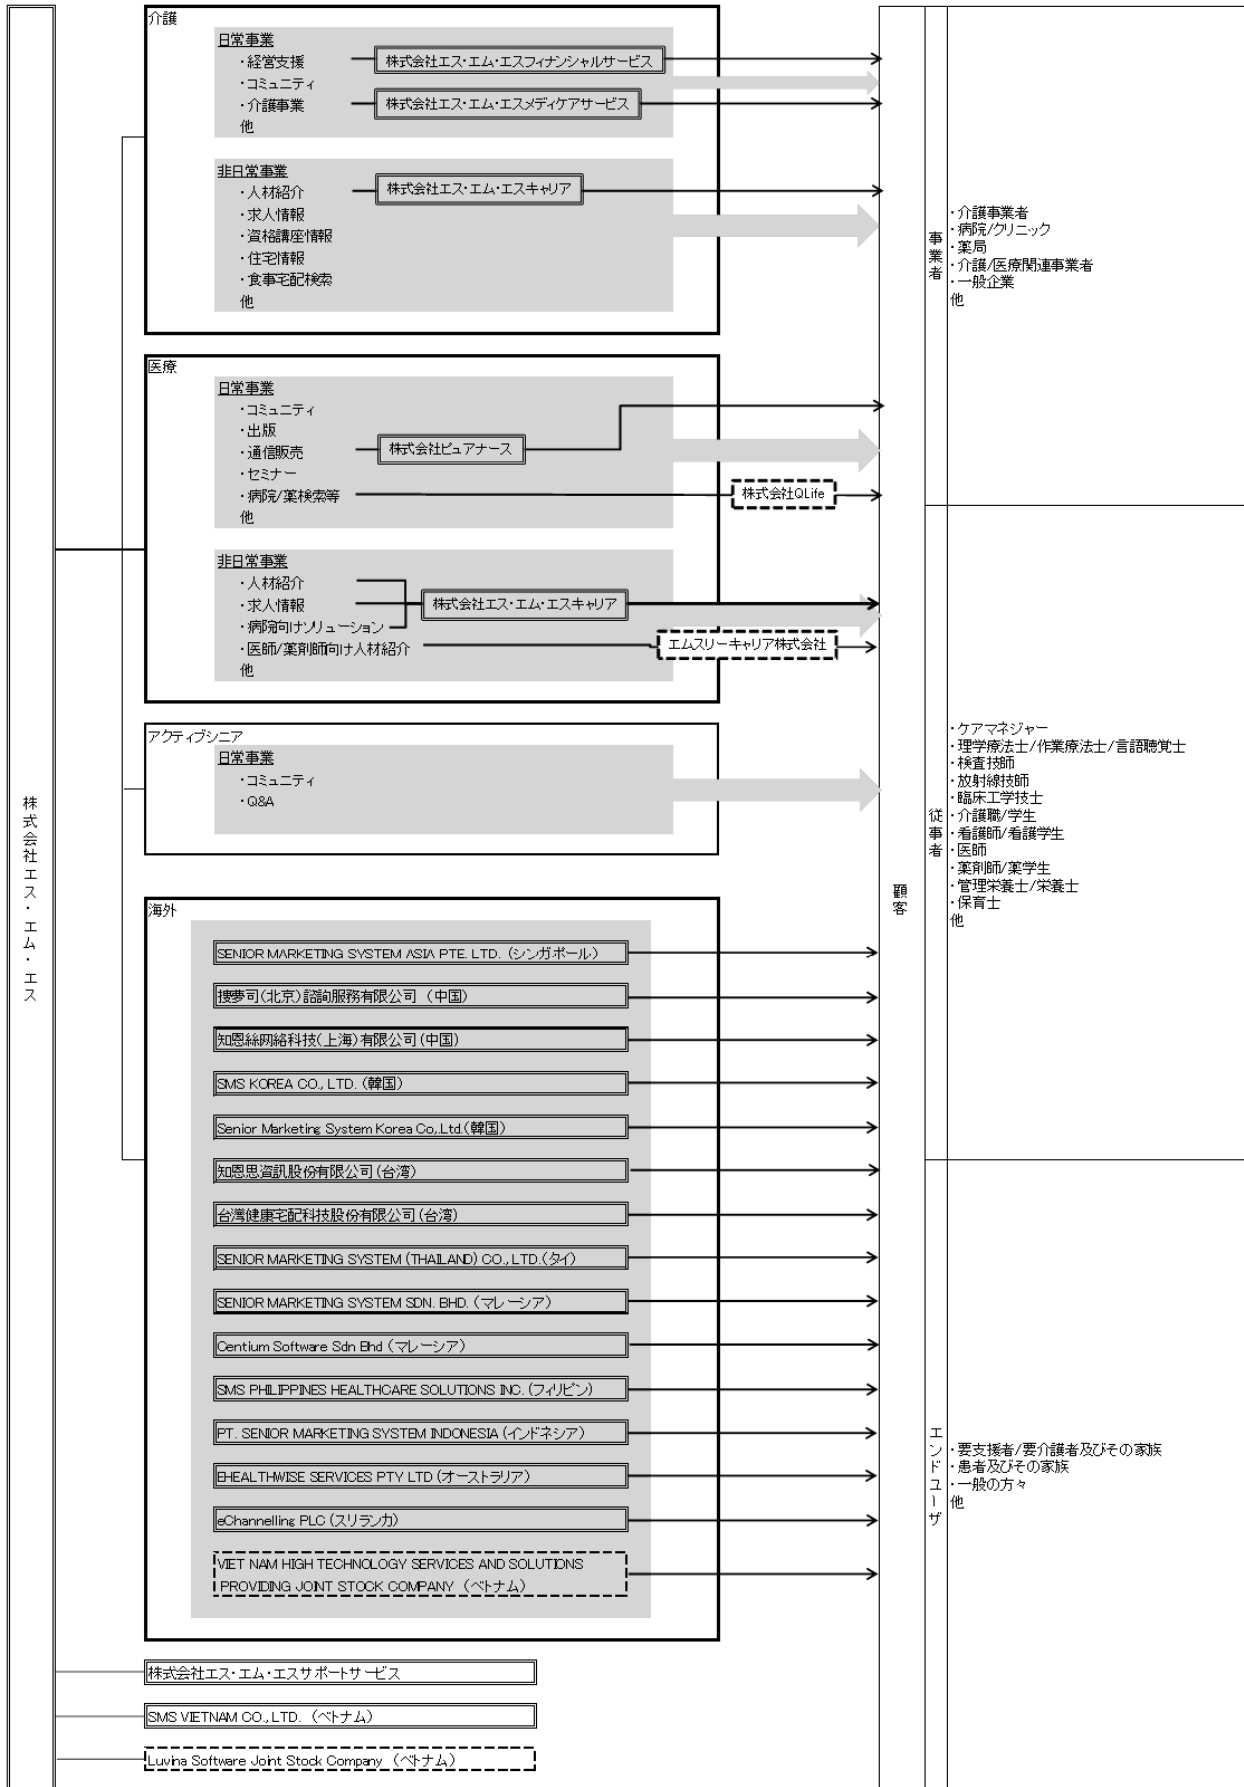 株式会社エス・エム・エス
介護
日常事業
・経営支援
株式会社エス・エム・エスフィナンシャルサービス
・コミュニティ
・介護事業
株式会社エス・エム・エスメディケアサービス
他
非日常事業
・人材紹介
株式会社エス・エム・エスキャリア
・求人情報
・資格講座情報
・住宅情報
・食事宅配検索
他
医療
日常事業
・コミュニティ
・出版
・通信販売
株式会社ピュアナース
・セミナー
・病院/薬検索等
株式会社QLife
他
非日常事業
・人材紹介
・求人情報
株式会社エス・エム・エスキャリア
・病院向けソリューション
・医師/薬剤師向け人材紹介
エムスリーキャリア株式会社
他
アクティブシニア
日常事業
・コミュニティ
・Q&A
海外
SENIOR MARKETING SYSTEM ASIA PTE. LTD. (シンガポール)
搜夢司(北京)諮詢服務有限公司 (中国)
知恩絲网絡科技(上海)有限公司(中国)
SMS KOREA CO., LTD. (韓国)
Senior Marketing System Korea Co,.Ltd.(韓国)
知恩思資訊股份有限公司(台湾)
台灣健康宅配科技股份有限公司(台湾)
SENIOR MARKETING SYSTEM (THAILAND) CO., LTD.(タイ)
SENIOR MARKETING SYSTEM SDN. BHD. (マレーシア)
Centium Software Sdn Bhd (マレーシア)
SMS PHILIPPINES HEALTHCARE SOLUTIONS INC. (フィリピン)
PT. SENIOR MARKETING SYSTEM INDONESIA (インドネシア)
EHEALTHWISE SERVICES PTY LTD (オーストラリア)
eChannelling PLC (スリランカ)
VIET NAM HIGH TECHNOLOGY SERVICES AND SOLUTIONS
PROVIDING JOINT STOCK COMPANY (ベトナム)
株式会社エス・エム・エスサポートサービス
SMS VIETNAM CO., LTD. (ベトナム)
Luvina Software Joint Stock Company (ベトナム)
顧客
事業者
・介護事業者
・病院/クリニック
・薬局
・介護/医療関連事業者
・一般企業
他
従事者
・ケアマネジャー
・理学療法士/作業療法士/言語聴覚士
・検査技師
・放射線技師
・臨床工学技士
・介護職/学生
・看護師/看護学生
・医師
・薬剤師/薬学生
・管理栄養士/栄養士
・保育士
他
エンドユーザ
・要支援者/要介護者及びその家族
・患者及びその家族
・一般の方々
他